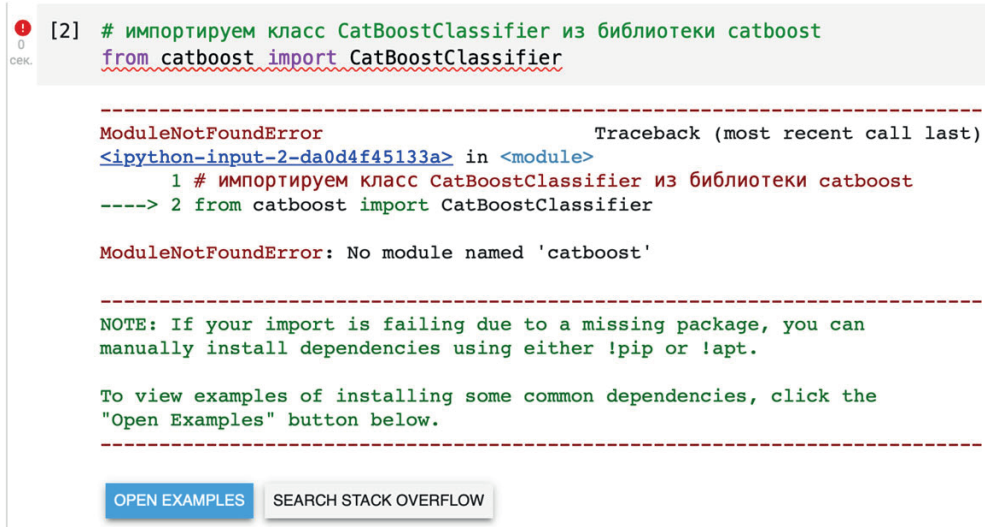 [2] # импортируем класс CatBoostClassifier из библиотеки catboost
0
from catboost import CatBoostClassifier
сек.
---------------------------------------------------------------------------
ModuleNotFoundError                       Traceback (most recent call last)
<ipython-input-2-da0d4f45133a> in <module>
      1 # импортируем класс CatBoostClassifier из библиотеки catboost
----> 2 from catboost import CatBoostClassifier
ModuleNotFoundError: No module named 'catboost'
---------------------------------------------------------------------------
NOTE: If your import is failing due to a missing package, you can
manually install dependencies using either !pip or !apt.
To view examples of installing some common dependencies, click the
"Open Examples" button below.
---------------------------------------------------------------------------
OPEN EXAMPLES SEARCH STACK OVERFLOW